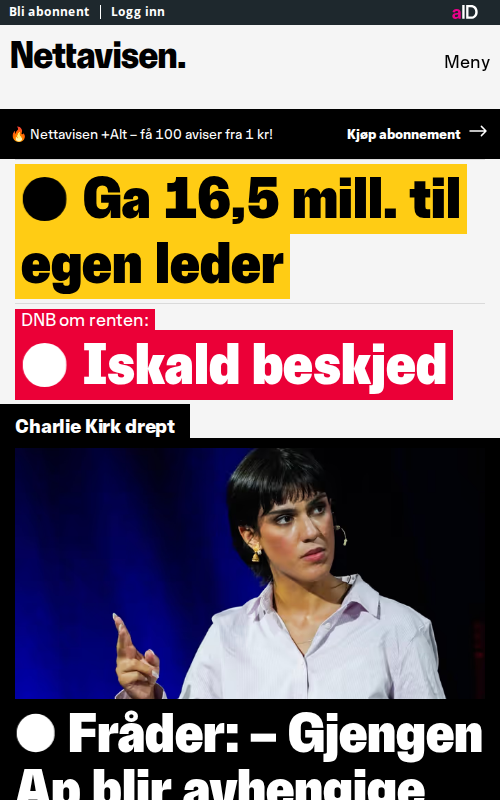 Bli abonnent | Logg inn
aID
Nettavisen.
Meny
🔥 Nettavisen +Alt – få 100 aviser fra 1 kr!
Kjøp abonnement →
● Ga 16,5 mill. til
egen leder
DNB om renten:
● Iskald beskjed
Charlie Kirk drept
● Fråder: – Gjengen
Ap blir avhengige